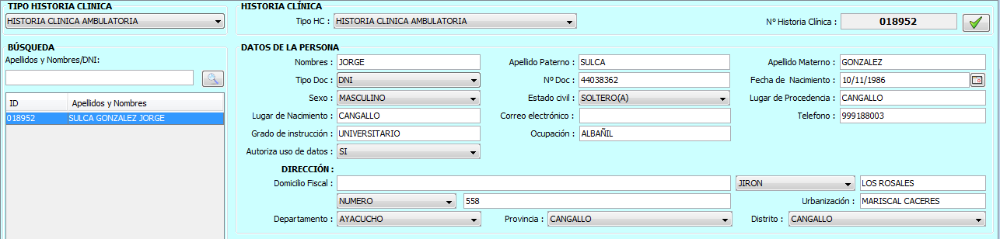 TIPO HISTORIA CLINICA
HISTORIA CLINICA AMBULATORIA
BÚSQUEDA
Apellidos y Nombres/DNI:
ID Apellidos y Nombres
018952 SULCA GONZALEZ JORGE
HISTORIA CLÍNICA
Tipo HC : HISTORIA CLINICA AMBULATORIA Nº Historia Clínica : 018952
DATOS DE LA PERSONA
Nombres : JORGE Apellido Paterno : SULCA Apellido Materno : GONZALEZ
Tipo Doc : DNI Nº Doc : 44038362 Fecha de Nacimiento : 10/11/1986
Sexo : MASCULINO Estado civil : SOLTERO(A) Lugar de Procedencia : CANGALLO
Lugar de Nacimiento : CANGALLO Correo electrónico : Telefono : 999188003
Grado de instrucción : UNIVERSITARIO Ocupación : ALBAÑIL
Autoriza uso de datos : SI
DIRECCIÓN :
Domicilio Fiscal : JIRON LOS ROSALES
NUMERO 558 Urbanización : MARISCAL CACERES
Departamento : AYACUCHO Provincia : CANGALLO Distrito : CANGALLO